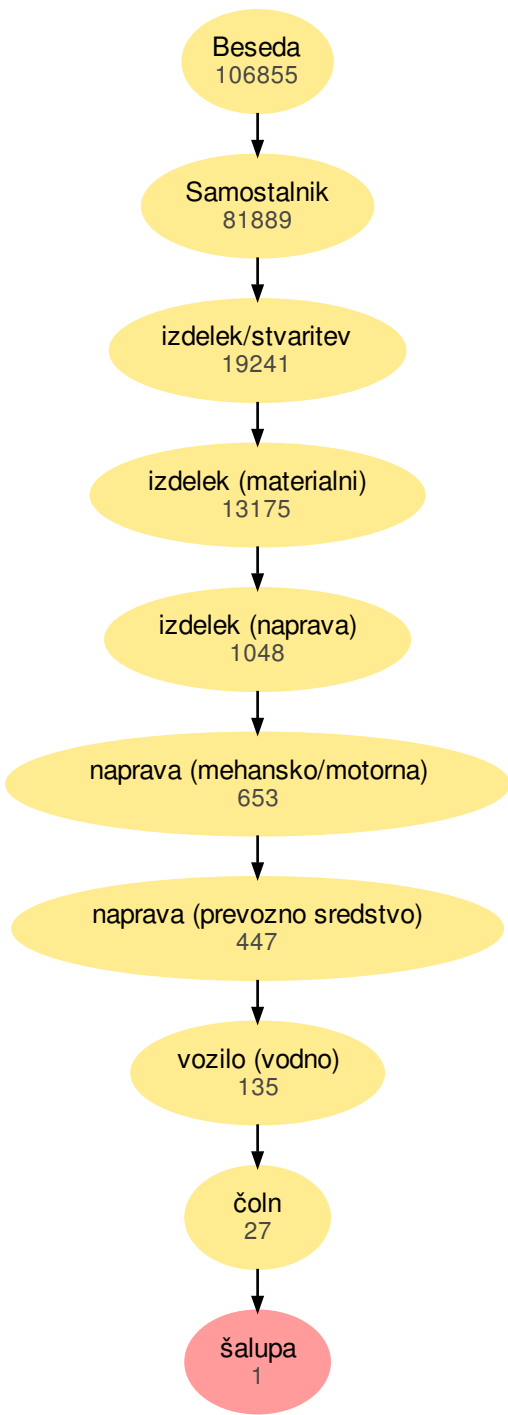 Beseda
106855
Samostalnik
81889
izdelek/stvaritev
19241
izdelek (materialni)
13175
izdelek (naprava)
1048
naprava (mehansko/motorna)
653
naprava (prevozno sredstvo)
447
vozilo (vodno)
135
čoln
27
šalupa
1